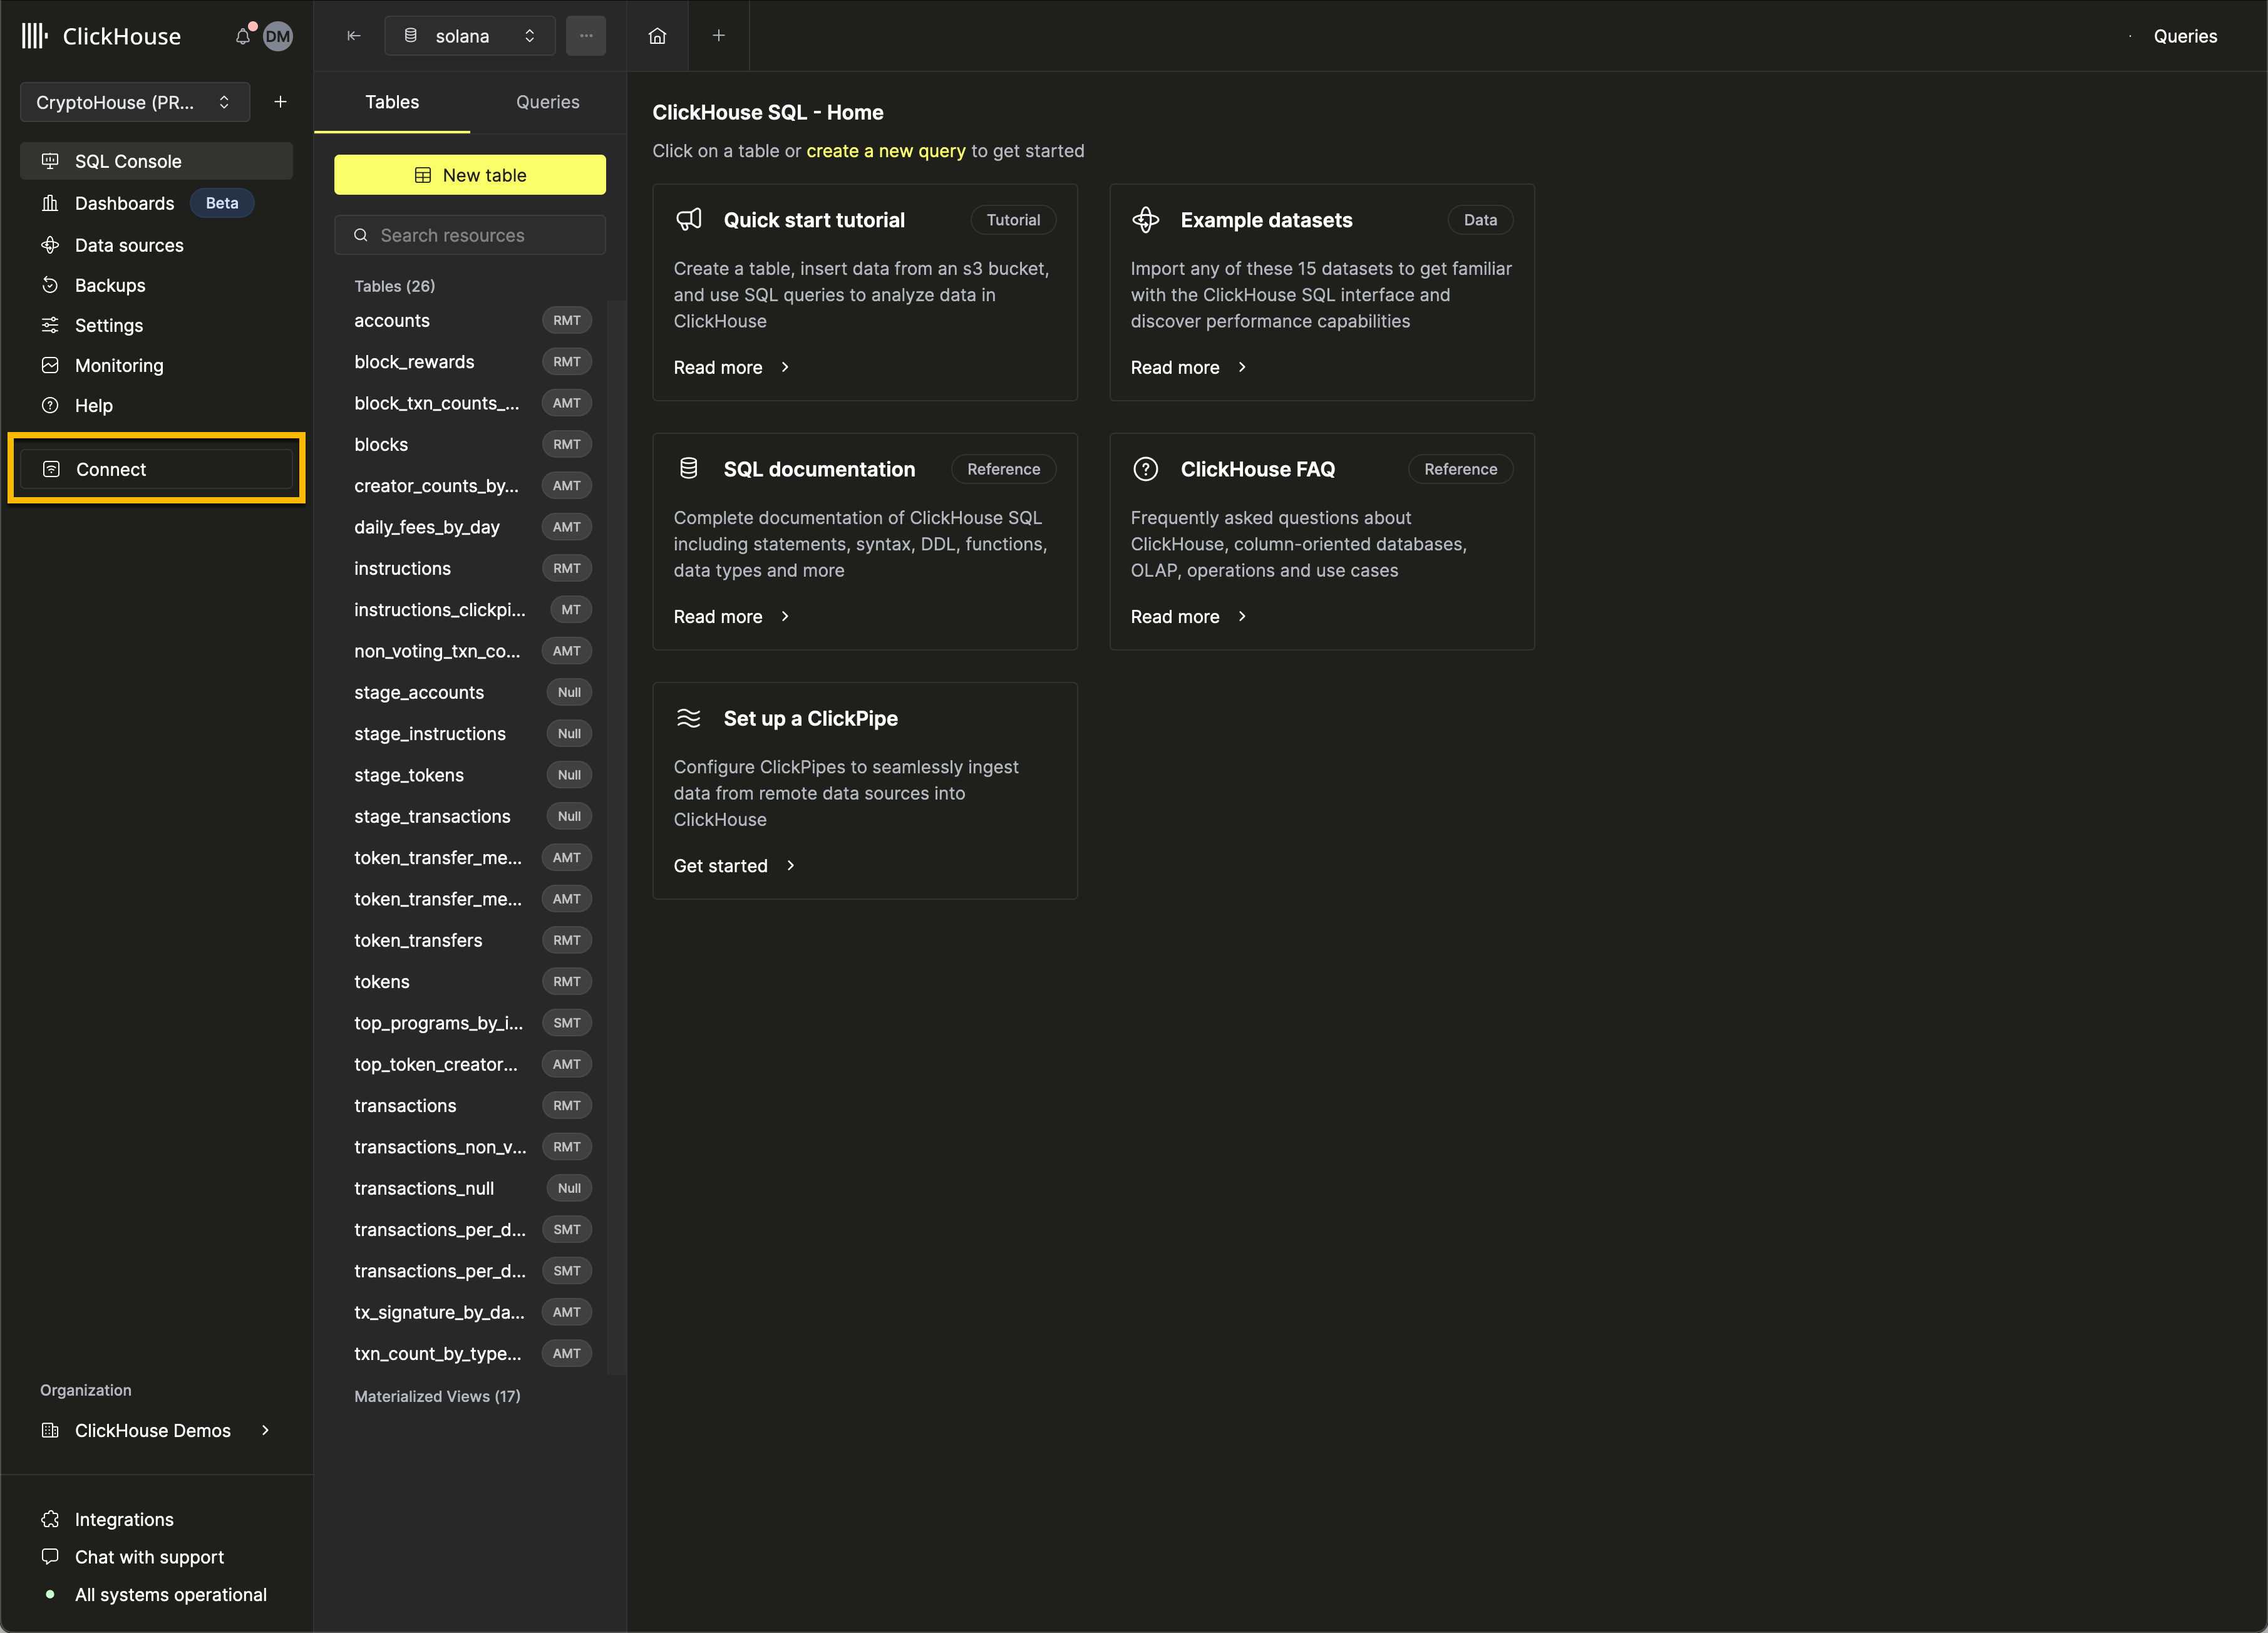 ClickHouse
DM
CryptoHouse (PR...
SQL Console
Dashboards
Beta
Data sources
Backups
Settings
Monitoring
Help
Connect
Organization
ClickHouse Demos
Integrations
Chat with support
All systems operational
solana
Tables
Queries
New table
Search resources
Tables (26)
accounts RMT
block_rewards RMT
block_txn_counts_... AMT
blocks RMT
creator_counts_by... AMT
daily_fees_by_day AMT
instructions RMT
instructions_clickpi... MT
non_voting_txn_co... AMT
stage_accounts Null
stage_instructions Null
stage_tokens Null
stage_transactions Null
token_transfer_me... AMT
token_transfer_me... AMT
token_transfers RMT
tokens RMT
top_programs_by_i... SMT
top_token_creator... AMT
transactions RMT
transactions_non_v... RMT
transactions_null Null
transactions_per_d... SMT
transactions_per_d... SMT
tx_signature_by_da... AMT
txn_count_by_type... AMT
Materialized Views (17)
Queries
ClickHouse SQL - Home
Click on a table or create a new query to get started
Quick start tutorial
Tutorial
Create a table, insert data from an s3 bucket,
and use SQL queries to analyze data in
ClickHouse
Read more
Example datasets
Data
Import any of these 15 datasets to get familiar
with the ClickHouse SQL interface and
discover performance capabilities
Read more
SQL documentation
Reference
Complete documentation of ClickHouse SQL
including statements, syntax, DDL, functions,
data types and more
Read more
ClickHouse FAQ
Reference
Frequently asked questions about
ClickHouse, column-oriented databases,
OLAP, operations and use cases
Read more
Set up a ClickPipe
Configure ClickPipes to seamlessly ingest
data from remote data sources into
ClickHouse
Get started